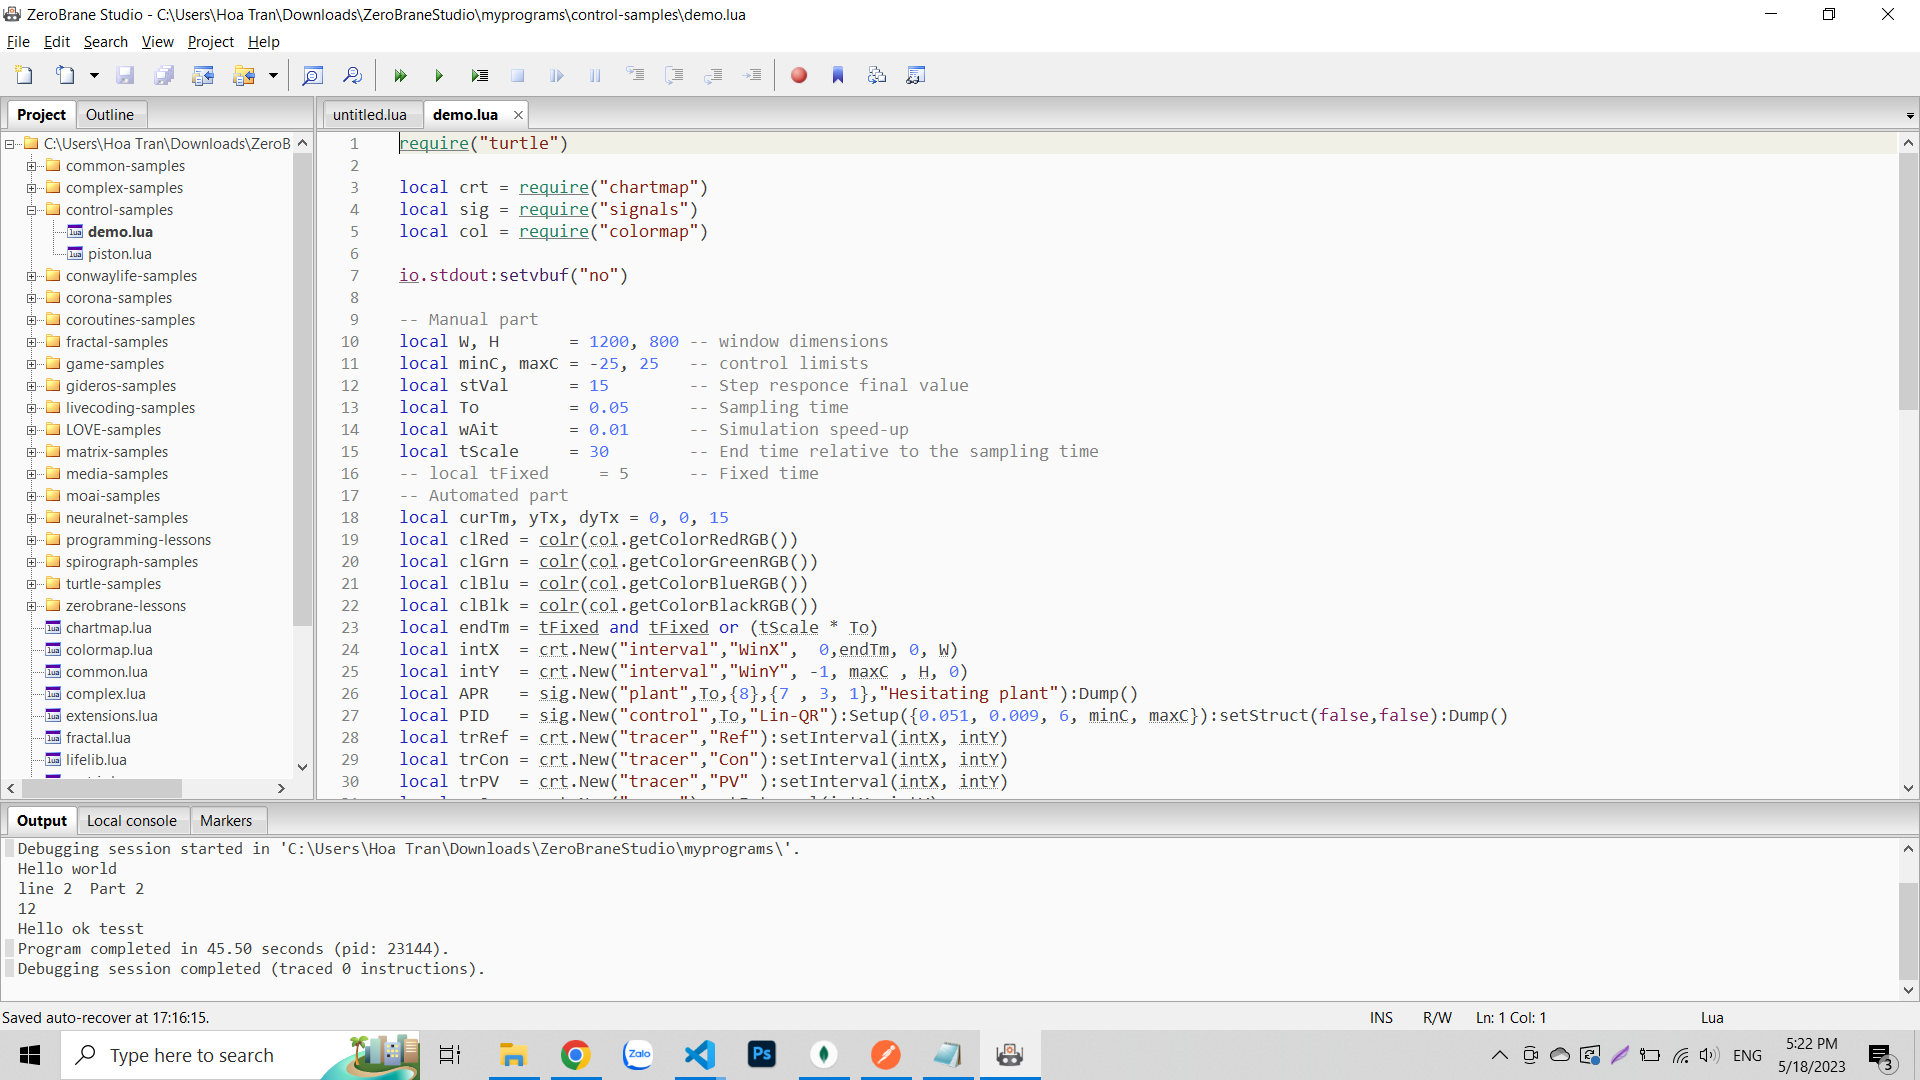 ZeroBrane Studio - C:\Users\Hoa Tran\Downloads\ZeroBraneStudio\myprograms\control-samples\demo.lua
File Edit Search View Project Help
Project Outline
C:\Users\Hoa Tran\Downloads\ZeroB
common-samples
complex-samples
control-samples
demo.lua
piston.lua
conwaylife-samples
corona-samples
coroutines-samples
fractal-samples
game-samples
gideros-samples
livecoding-samples
LOVE-samples
matrix-samples
media-samples
moai-samples
neuralnet-samples
programming-lessons
spirograph-samples
turtle-samples
zerobrane-lessons
chartmap.lua
colormap.lua
common.lua
complex.lua
extensions.lua
fractal.lua
lifelib.lua
untitled.lua demo.lua
1 require("turtle")
2
3 local crt = require("chartmap")
4 local sig = require("signals")
5 local col = require("colormap")
6
7 io.stdout:setvbuf("no")
8
9 -- Manual part
10 local W, H       = 1200, 800 -- window dimensions
11 local minC, maxC = -25, 25   -- control limists
12 local stVal      = 15        -- Step responce final value
13 local To         = 0.05      -- Sampling time
14 local wAit       = 0.01      -- Simulation speed-up
15 local tScale     = 30        -- End time relative to the sampling time
16 -- local tFixed     = 5      -- Fixed time
17 -- Automated part
18 local curTm, yTx, dyTx = 0, 0, 15
19 local clRed = colr(col.getColorRedRGB())
20 local clGrn = colr(col.getColorGreenRGB())
21 local clBlu = colr(col.getColorBlueRGB())
22 local clBlk = colr(col.getColorBlackRGB())
23 local endTm = tFixed and tFixed or (tScale * To)
24 local intX  = crt.New("interval","WinX",  0,endTm, 0, W)
25 local intY  = crt.New("interval","WinY", -1, maxC , H, 0)
26 local APR   = sig.New("plant",To,{8},{7 , 3, 1},"Hesitating plant"):Dump()
27 local PID   = sig.New("control",To,"Lin-QR"):Setup({0.051, 0.009, 6, minC, maxC}):setStruct(false,false):Dump()
28 local trRef = crt.New("tracer","Ref"):setInterval(intX, intY)
29 local trCon = crt.New("tracer","Con"):setInterval(intX, intY)
30 local trPV  = crt.New("tracer","PV" ):setInterval(intX, intY)
Output Local console Markers
Debugging session started in 'C:\Users\Hoa Tran\Downloads\ZeroBraneStudio\myprograms\'.
Hello world
line 2  Part 2
12
Hello ok tesst
Program completed in 45.50 seconds (pid: 23144).
Debugging session completed (traced 0 instructions).
Saved auto-recover at 17:16:15. INS R/W Ln: 1 Col: 1 Lua
Type here to search Zalo Ps ENG 5:22 PM
5/18/2023 3